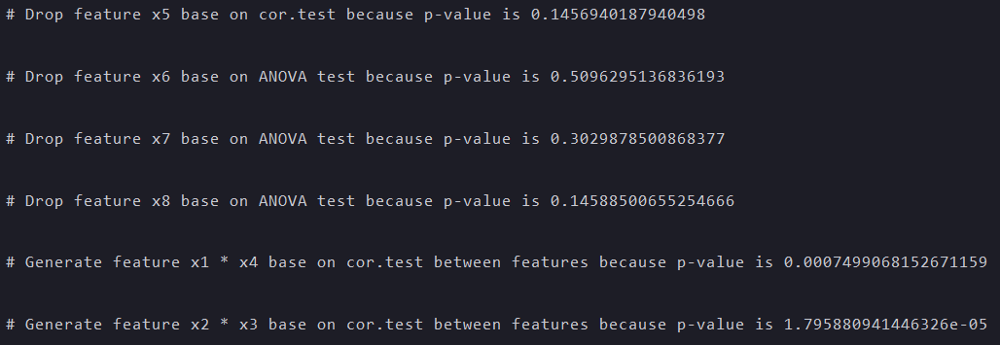 # Drop feature x5 base on cor.test because p-value is 0.1456940187940498
# Drop feature x6 base on ANOVA test because p-value is 0.5096295136836193
# Drop feature x7 base on ANOVA test because p-value is 0.3029878500868377
# Drop feature x8 base on ANOVA test because p-value is 0.14588500655254666
# Generate feature x1 * x4 base on cor.test between features because p-value is 0.0007499068152671159
# Generate feature x2 * x3 base on cor.test between features because p-value is 1.795880941446326e-05